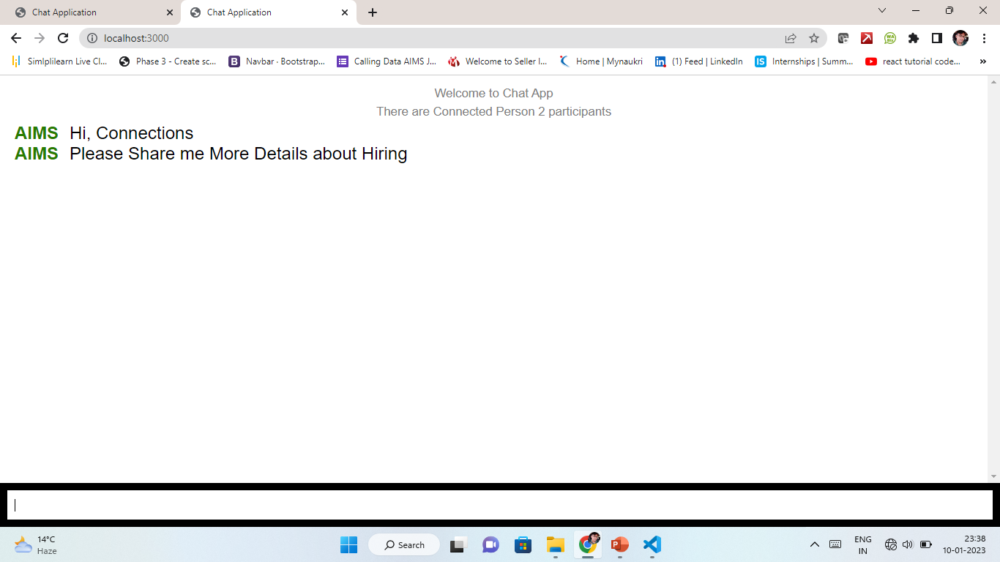 Chat Application
Chat Application
localhost:3000
Simlplilearn Live Cl...
Phase 3 - Create sc...
B
Navbar · Bootstrap...
Calling Data AIMS J...
Welcome to Seller I...
Home | Mynaukri
in
(1) Feed | LinkedIn
IS
Internships | Summ...
react tutorial code...
»
Welcome to Chat App
There are Connected Person 2 participants
AIMS Hi, Connections
AIMS Please Share me More Details about Hiring
14°C
Haze
Search
P
ENG
IN
23:38
10-01-2023